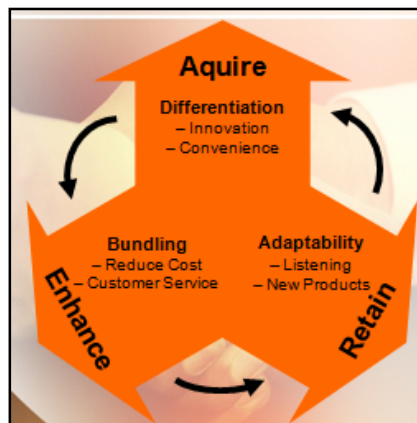 Aquire
Differentiation
– Innovation
– Convenience
Bundling
– Reduce Cost
– Customer Service
Adaptability
– Listening
– New Products
Enhance
Retain